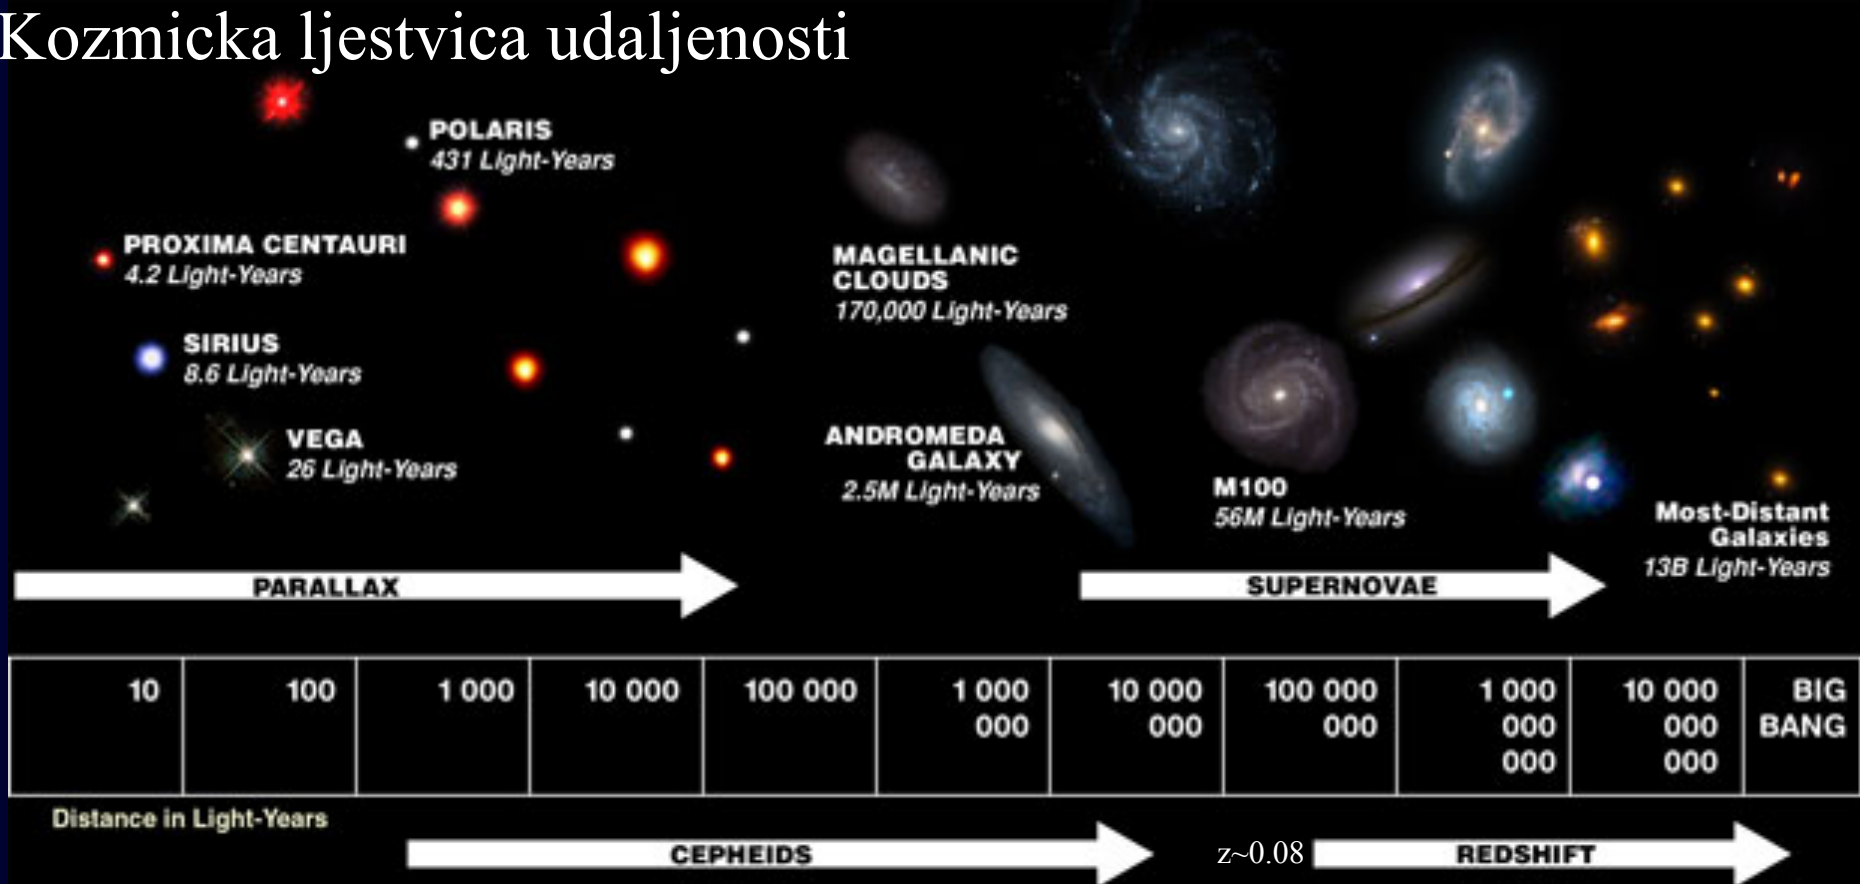 Kozmicka ljestvica udaljenosti
POLARIS
431 Light-Years
PROXIMA CENTAURI
4.2 Light-Years
MAGELLANIC
CLOUDS
170,000 Light-Years
SIRIUS
8.6 Light-Years
VEGA
26 Light-Years
ANDROMEDA
GALAXY
2.5M Light-Years
M100
56M Light-Years
Most-Distant
Galaxies
13B Light-Years
PARALLAX
SUPERNOVAE
10
100
1 000
10 000
100 000
1 000
000
10 000
000
100 000
000
1 000
000
000
10 000
000
000
BIG
BANG
Distance in Light-Years
CEPHEIDS
z~0.08
REDSHIFT